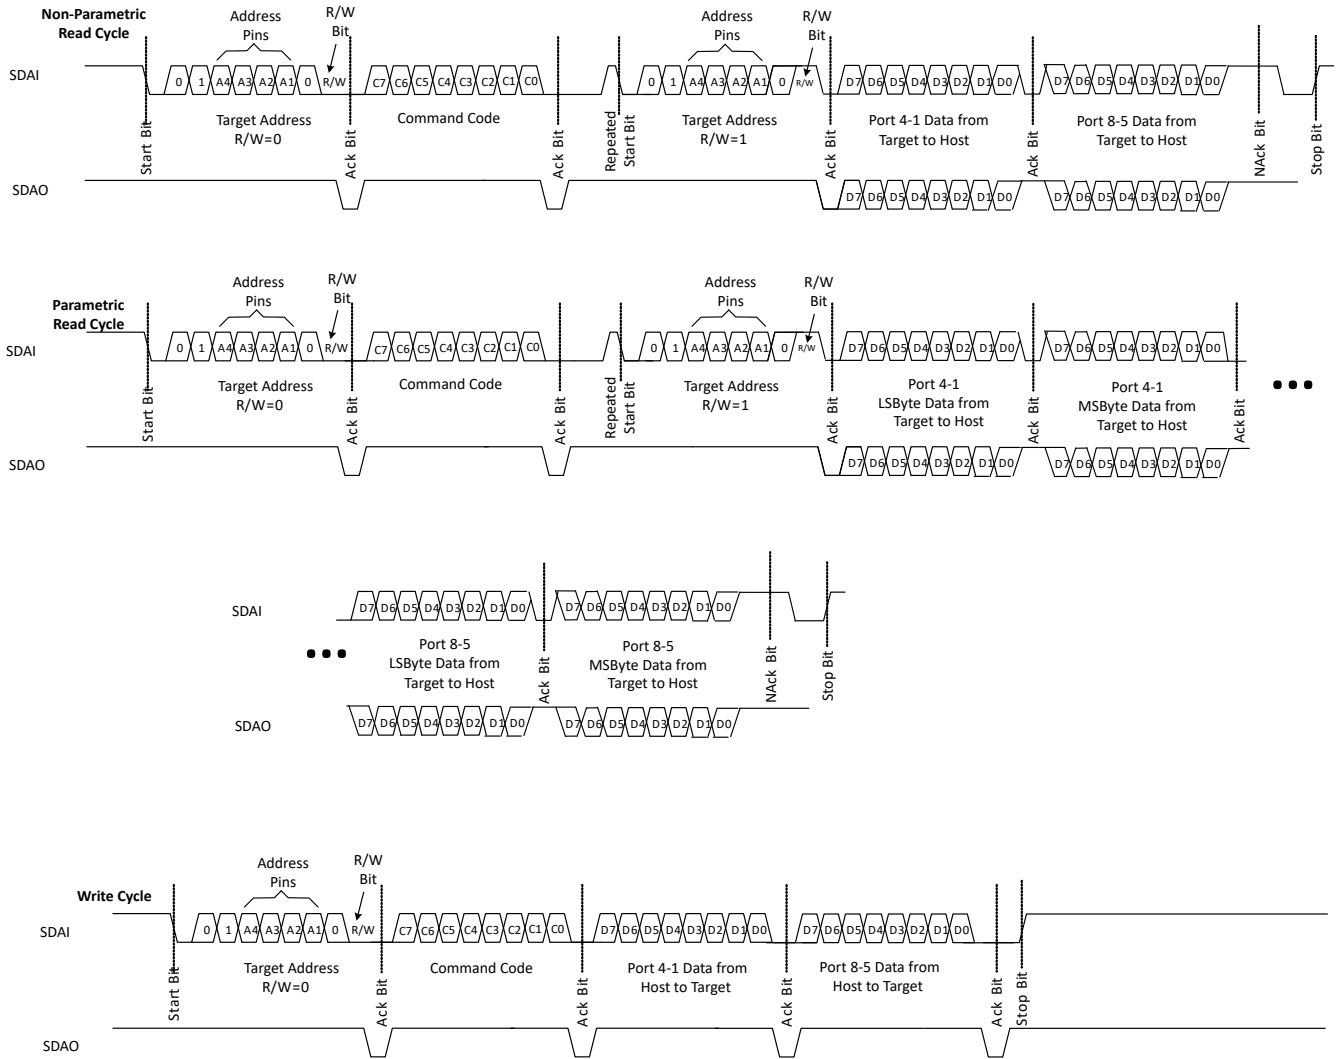 Non-Parametric
Read Cycle
Address
Pins
R/W
Bit
Address
Pins
R/W
Bit
SDAI
0 1 A4 A3 A2 A1 0 R/W
C7 C6 C5 C4 C3 C2 C1 C0
0 1 A4 A3 A2 A1 0 R/W
D7 D6 D5 D4 D3 D2 D1 D0
D7 D6 D5 D4 D3 D2 D1 D0
Start Bit
Target Address
R/W=0
Ack Bit
Command Code
Ack Bit
Repeated
Start Bit
Target Address
R/W=1
Ack Bit
Port 4-1 Data from
Target to Host
Ack Bit
Port 8-5 Data from
Target to Host
NAck Bit
Stop Bit
SDAO
D7 D6 D5 D4 D3 D2 D1 D0
D7 D6 D5 D4 D3 D2 D1 D0
Parametric
Read Cycle
Address
Pins
R/W
Bit
Address
Pins
R/W
Bit
SDAI
0 1 A4 A3 A2 A1 0 R/W
C7 C6 C5 C4 C3 C2 C1 C0
0 1 A4 A3 A2 A1 0 R/W
D7 D6 D5 D4 D3 D2 D1 D0
D7 D6 D5 D4 D3 D2 D1 D0
Start Bit
Target Address
R/W=0
Ack Bit
Command Code
Ack Bit
Repeated
Start Bit
Target Address
R/W=1
Ack Bit
Port 4-1
LSByte Data from
Target to Host
Ack Bit
Port 4-1
MSByte Data from
Target to Host
Ack Bit
SDAO
D7 D6 D5 D4 D3 D2 D1 D0
D7 D6 D5 D4 D3 D2 D1 D0
SDAI
D7 D6 D5 D4 D3 D2 D1 D0
D7 D6 D5 D4 D3 D2 D1 D0
Port 8-5
LSByte Data from
Target to Host
Ack Bit
Port 8-5
MSByte Data from
Target to Host
NAck Bit
Stop Bit
SDAO
D7 D6 D5 D4 D3 D2 D1 D0
D7 D6 D5 D4 D3 D2 D1 D0
Write Cycle
Address
Pins
R/W
Bit
SDAI
0 1 A4 A3 A2 A1 0 R/W
C7 C6 C5 C4 C3 C2 C1 C0
D7 D6 D5 D4 D3 D2 D1 D0
D7 D6 D5 D4 D3 D2 D1 D0
Start Bit
Target Address
R/W=0
Ack Bit
Command Code
Ack Bit
Port 4-1 Data from
Host to Target
Ack Bit
Port 8-5 Data from
Host to Target
Ack Bit
Stop Bit
SDAO